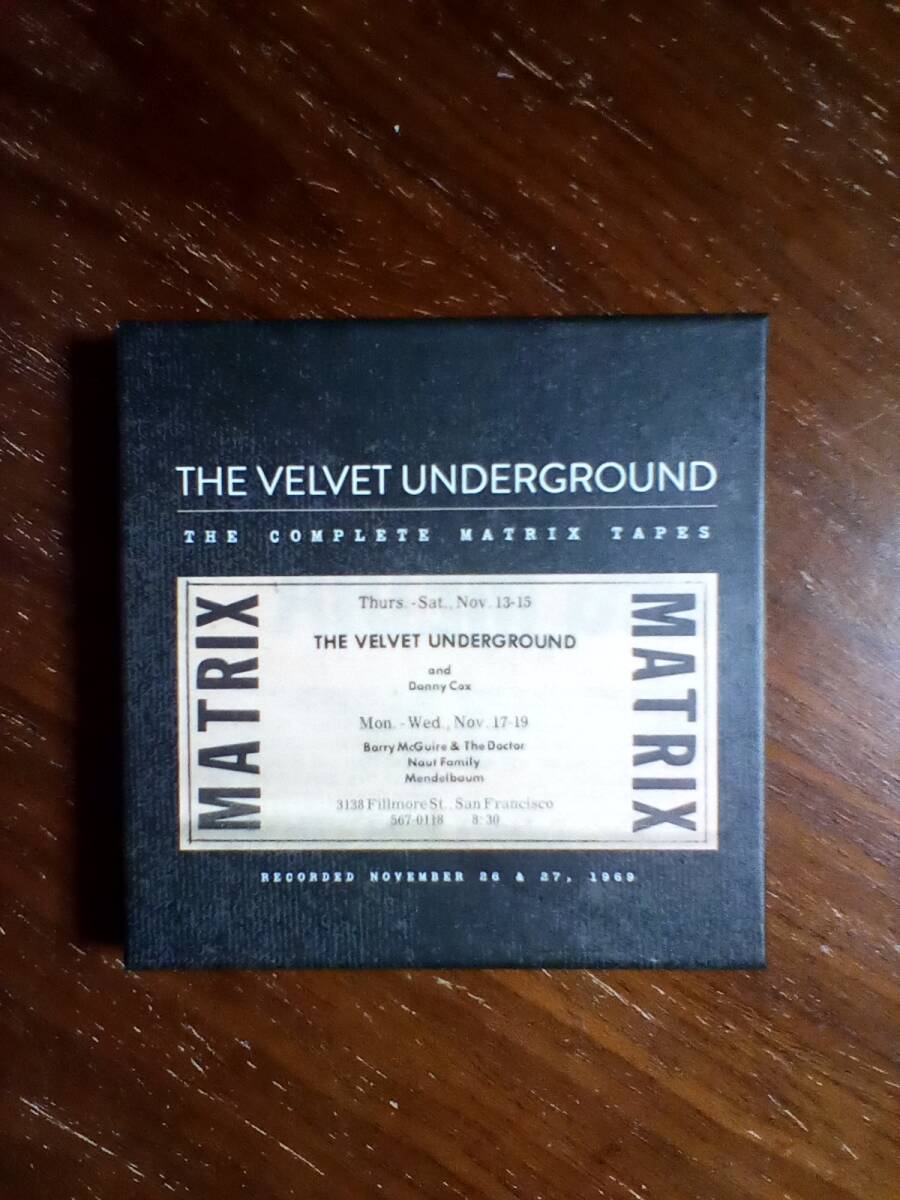 THE VELVET UNDERGROUND
THE COMPLETE MATRIX TAPES
MATRIX
Thurs.-Sat., Nov. 13-15
THE VELVET UNDERGROUND
and
Danny Cox
Mon.-Wed., Nov. 17-19
Barry McGuire & The Doctor
Naut Family
Mendelbaum
3138 Fillmore St., San Francisco
567-0118 8:30
MATRIX
RECORDED NOVEMBER 26 & 27, 1969